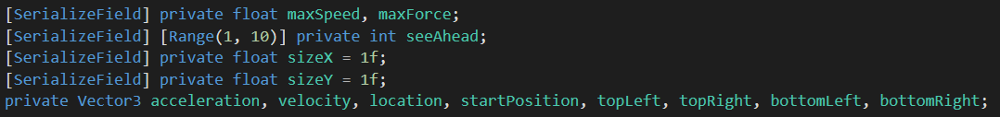 [SerializeField] private float maxSpeed, maxForce;
[SerializeField] [Range(1, 10)] private int seeAhead;
[SerializeField] private float sizeX = 1f;
[SerializeField] private float sizeY = 1f;
private Vector3 acceleration, velocity, location, startPosition, topLeft, topRight, bottomLeft, bottomRight;